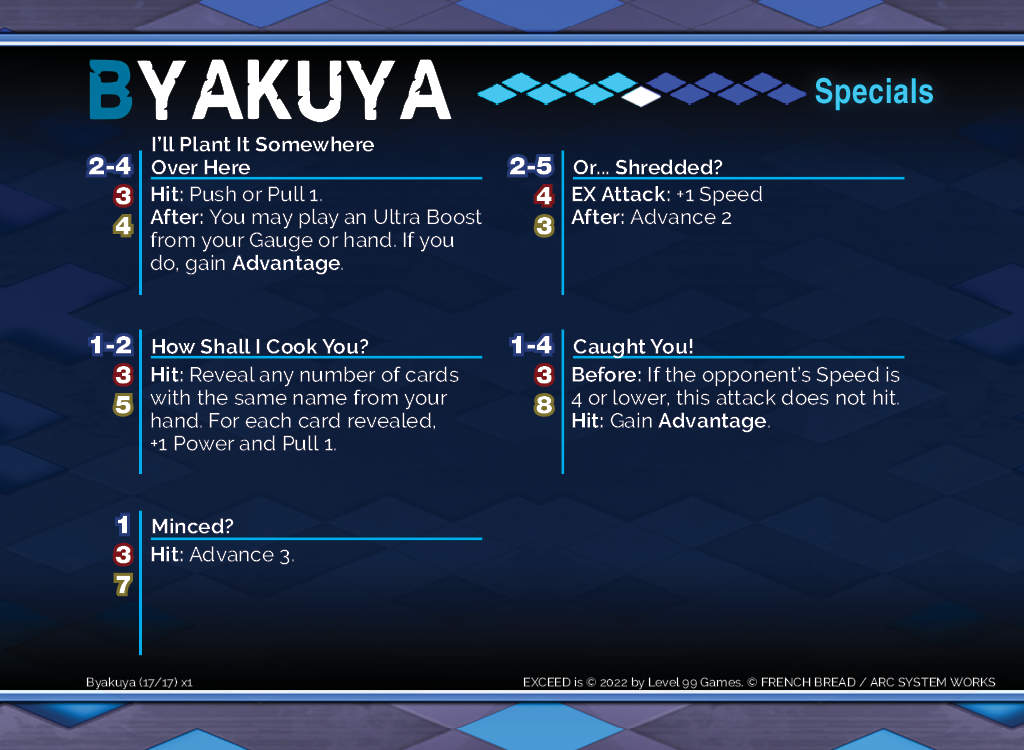 BYAKUYA
Specials
I'll Plant It Somewhere
Over Here
2-4
3
4
Hit: Push or Pull 1.
After: You may play an Ultra Boost
from your Gauge or hand. If you
do, gain Advantage.
2-5
4
3
Or... Shredded?
EX Attack: +1 Speed
After: Advance 2
1-2
3
5
How Shall I Cook You?
Hit: Reveal any number of cards
with the same name from your
hand. For each card revealed,
+1 Power and Pull 1.
1-4
3
8
Caught You!
Before: If the opponent's Speed is
4 or lower, this attack does not hit.
Hit: Gain Advantage.
1
3
7
Minced?
Hit: Advance 3.
Byakuya (17/17) x1
EXCEED is © 2022 by Level 99 Games. © FRENCH BREAD / ARC SYSTEM WORKS